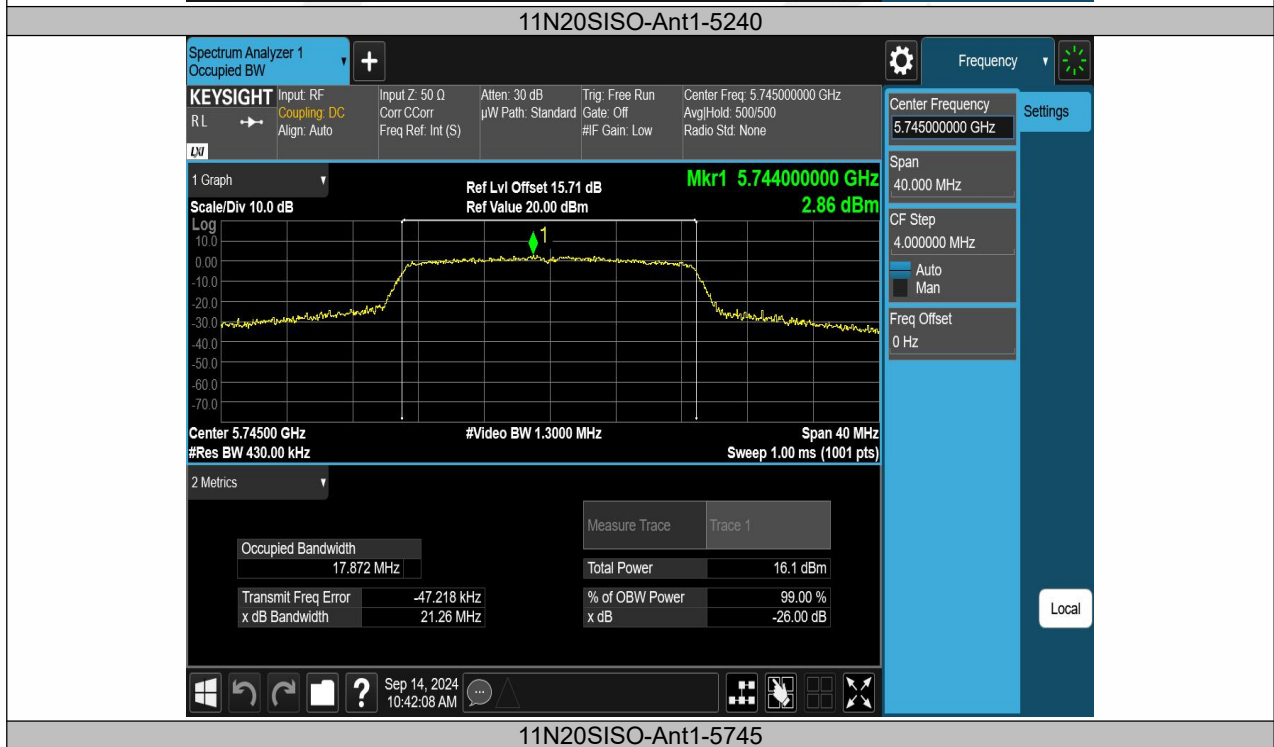 11N20SISO-Ant1-5240
Spectrum Analyzer 1
Occupied BW
+
Frequency
KEYSIGHT
R L
LXI
Input: RF
Coupling: DC
Align: Auto
Input Z: 50 Ω
Corr CCorr
Freq Ref: Int (S)
Atten: 30 dB
µW Path: Standard
Trig: Free Run
Gate: Off
#IF Gain: Low
Center Freq: 5.745000000 GHz
Avg|Hold: 500/500
Radio Std: None
Center Frequency
5.745000000 GHz
Settings
Span
40.000 MHz
CF Step
4.000000 MHz
Auto
Man
Freq Offset
0 Hz
1 Graph
Scale/Div 10.0 dB
Ref Lvl Offset 15.71 dB
Ref Value 20.00 dBm
Mkr1 5.744000000 GHz
2.86 dBm
Log
1
10.0
0.00
-10.0
-20.0
-30.0
-40.0
-50.0
-60.0
-70.0
Center 5.74500 GHz
#Video BW 1.3000 MHz
Span 40 MHz
#Res BW 430.00 kHz
Sweep 1.00 ms (1001 pts)
2 Metrics
Measure Trace Trace 1
Occupied Bandwidth
17.872 MHz
Total Power 16.1 dBm
Transmit Freq Error -47.218 kHz
% of OBW Power 99.00 %
x dB Bandwidth 21.26 MHz
x dB -26.00 dB
Local
?
Sep 14, 2024
10:42:08 AM
11N20SISO-Ant1-5745